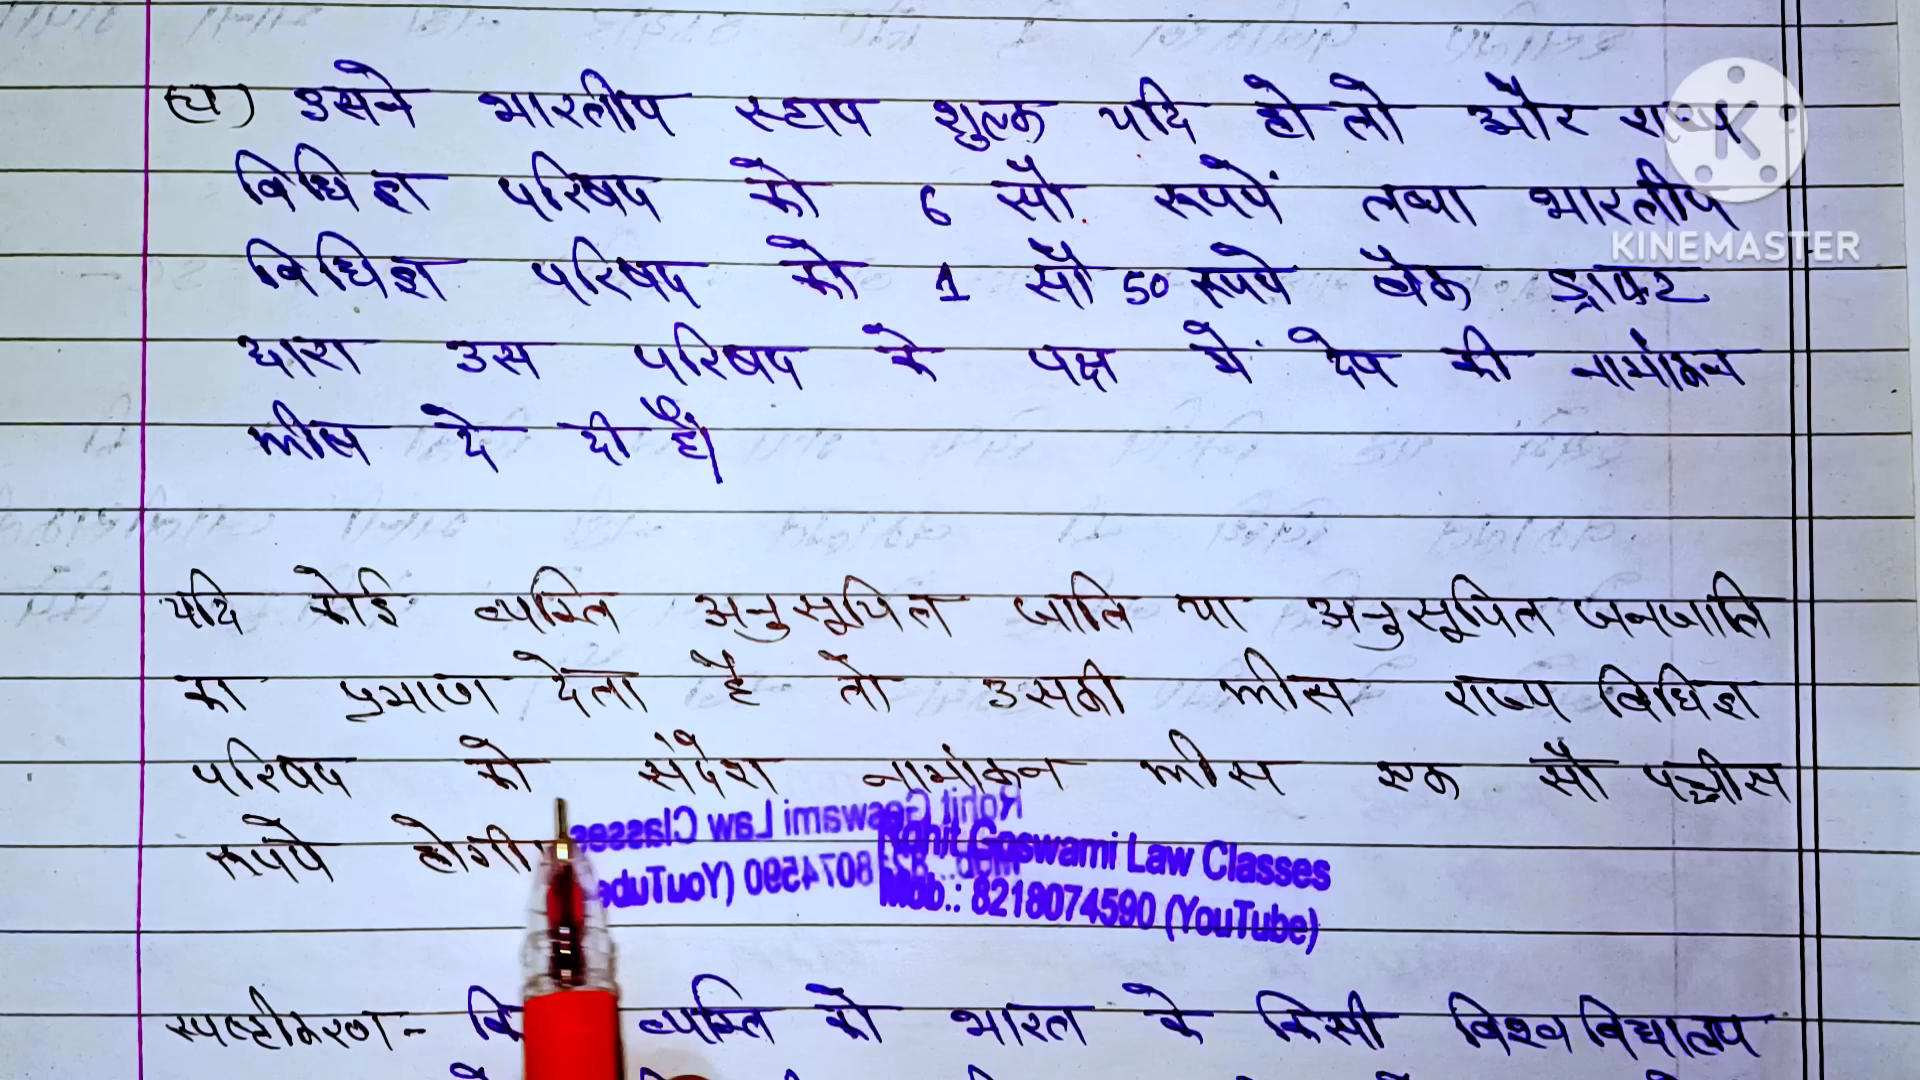 (च) उसने भारतीय स्टाप शुल्क यदि हो तो और राज्य
विधिज्ञ परिषद को 6 सौ रूपयें तथा भारतीय
विधिज्ञ परिषद को 1 सौ 50 रूपये बैंक ड्राफ्ट
द्वारा उस परिषद के पक्ष में देय की नामांकन
फीस दे दी है।
यदि कोई व्यक्ति अनुसूचित जाति या अनुसूचित जनजाति
का प्रमाण देता है तो उसकी फीस राज्य विधिज्ञ
परिषद को संदेश नामांकन फीस एक सौ पच्चीस
रूपये होगी
Rohit Goswami Law Classes
Mob.: 8218074590 (YouTube)
स्पष्टीकरण - व्यक्ति को भारत के किसी विश्वविद्यालय
KINEMASTER